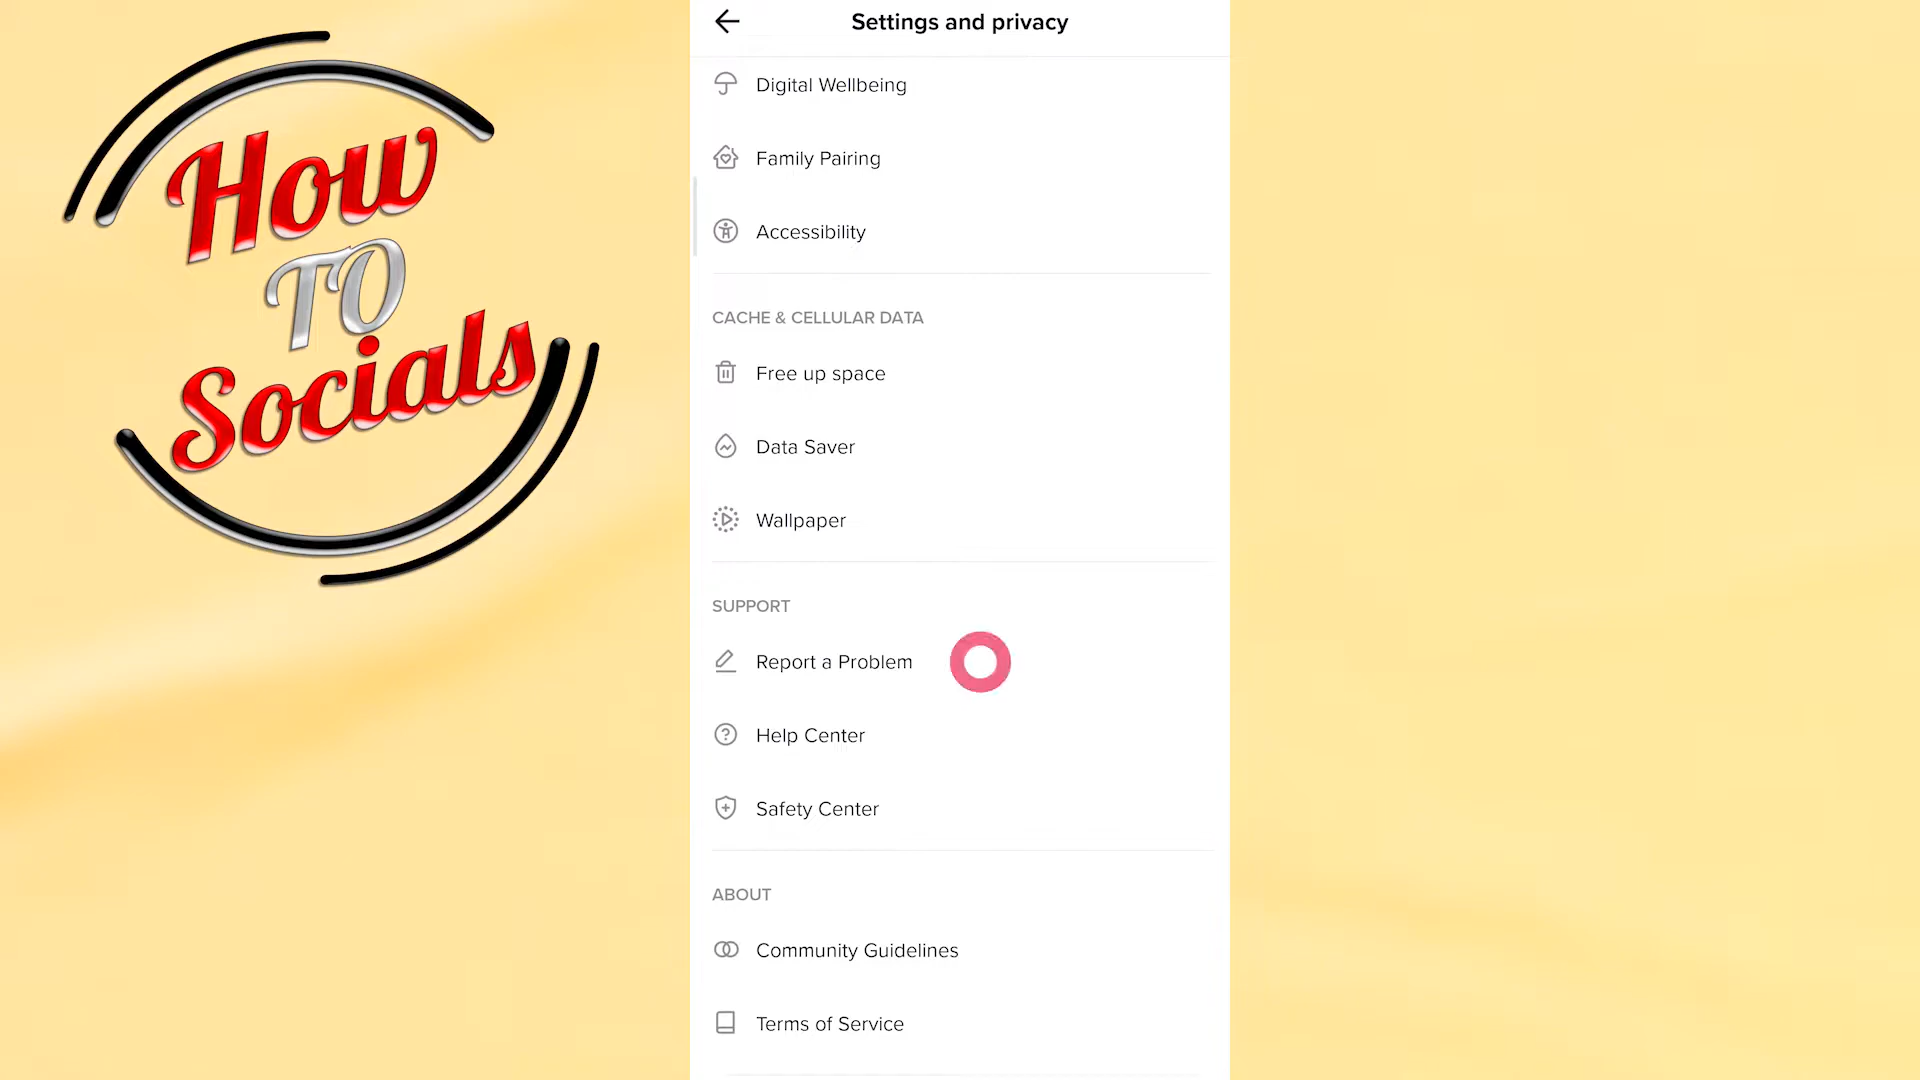 How
TO
Socials
Settings and privacy
Digital Wellbeing
Family Pairing
Accessibility
CACHE & CELLULAR DATA
Free up space
Data Saver
Wallpaper
SUPPORT
Report a Problem
Help Center
Safety Center
ABOUT
Community Guidelines
Terms of Service